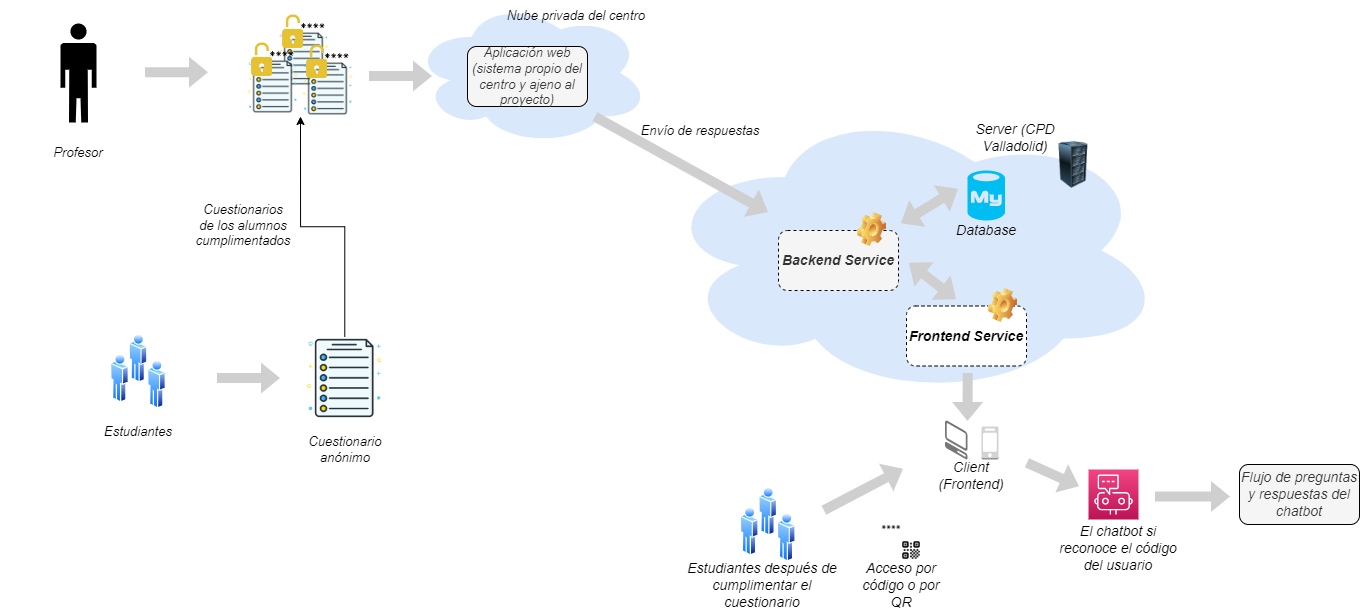 Nube privada del centro
****
****
****
Aplicación web
(sistema propio del
centro y ajeno al
proyecto)
Profesor
Envío de respuestas
Server (CPD
Valladolid)
My
Database
Cuestionarios
de los alumnos
cumplimentados
Backend Service
Frontend Service
Estudiantes
Cuestionario
anónimo
Client
(Frontend)
Flujo de preguntas
y respuestas del
chatbot
****
El chatbot si
reconoce el código
del usuario
Estudiantes después de
cumplimentar el
cuestionario
Acceso por
código o por
QR